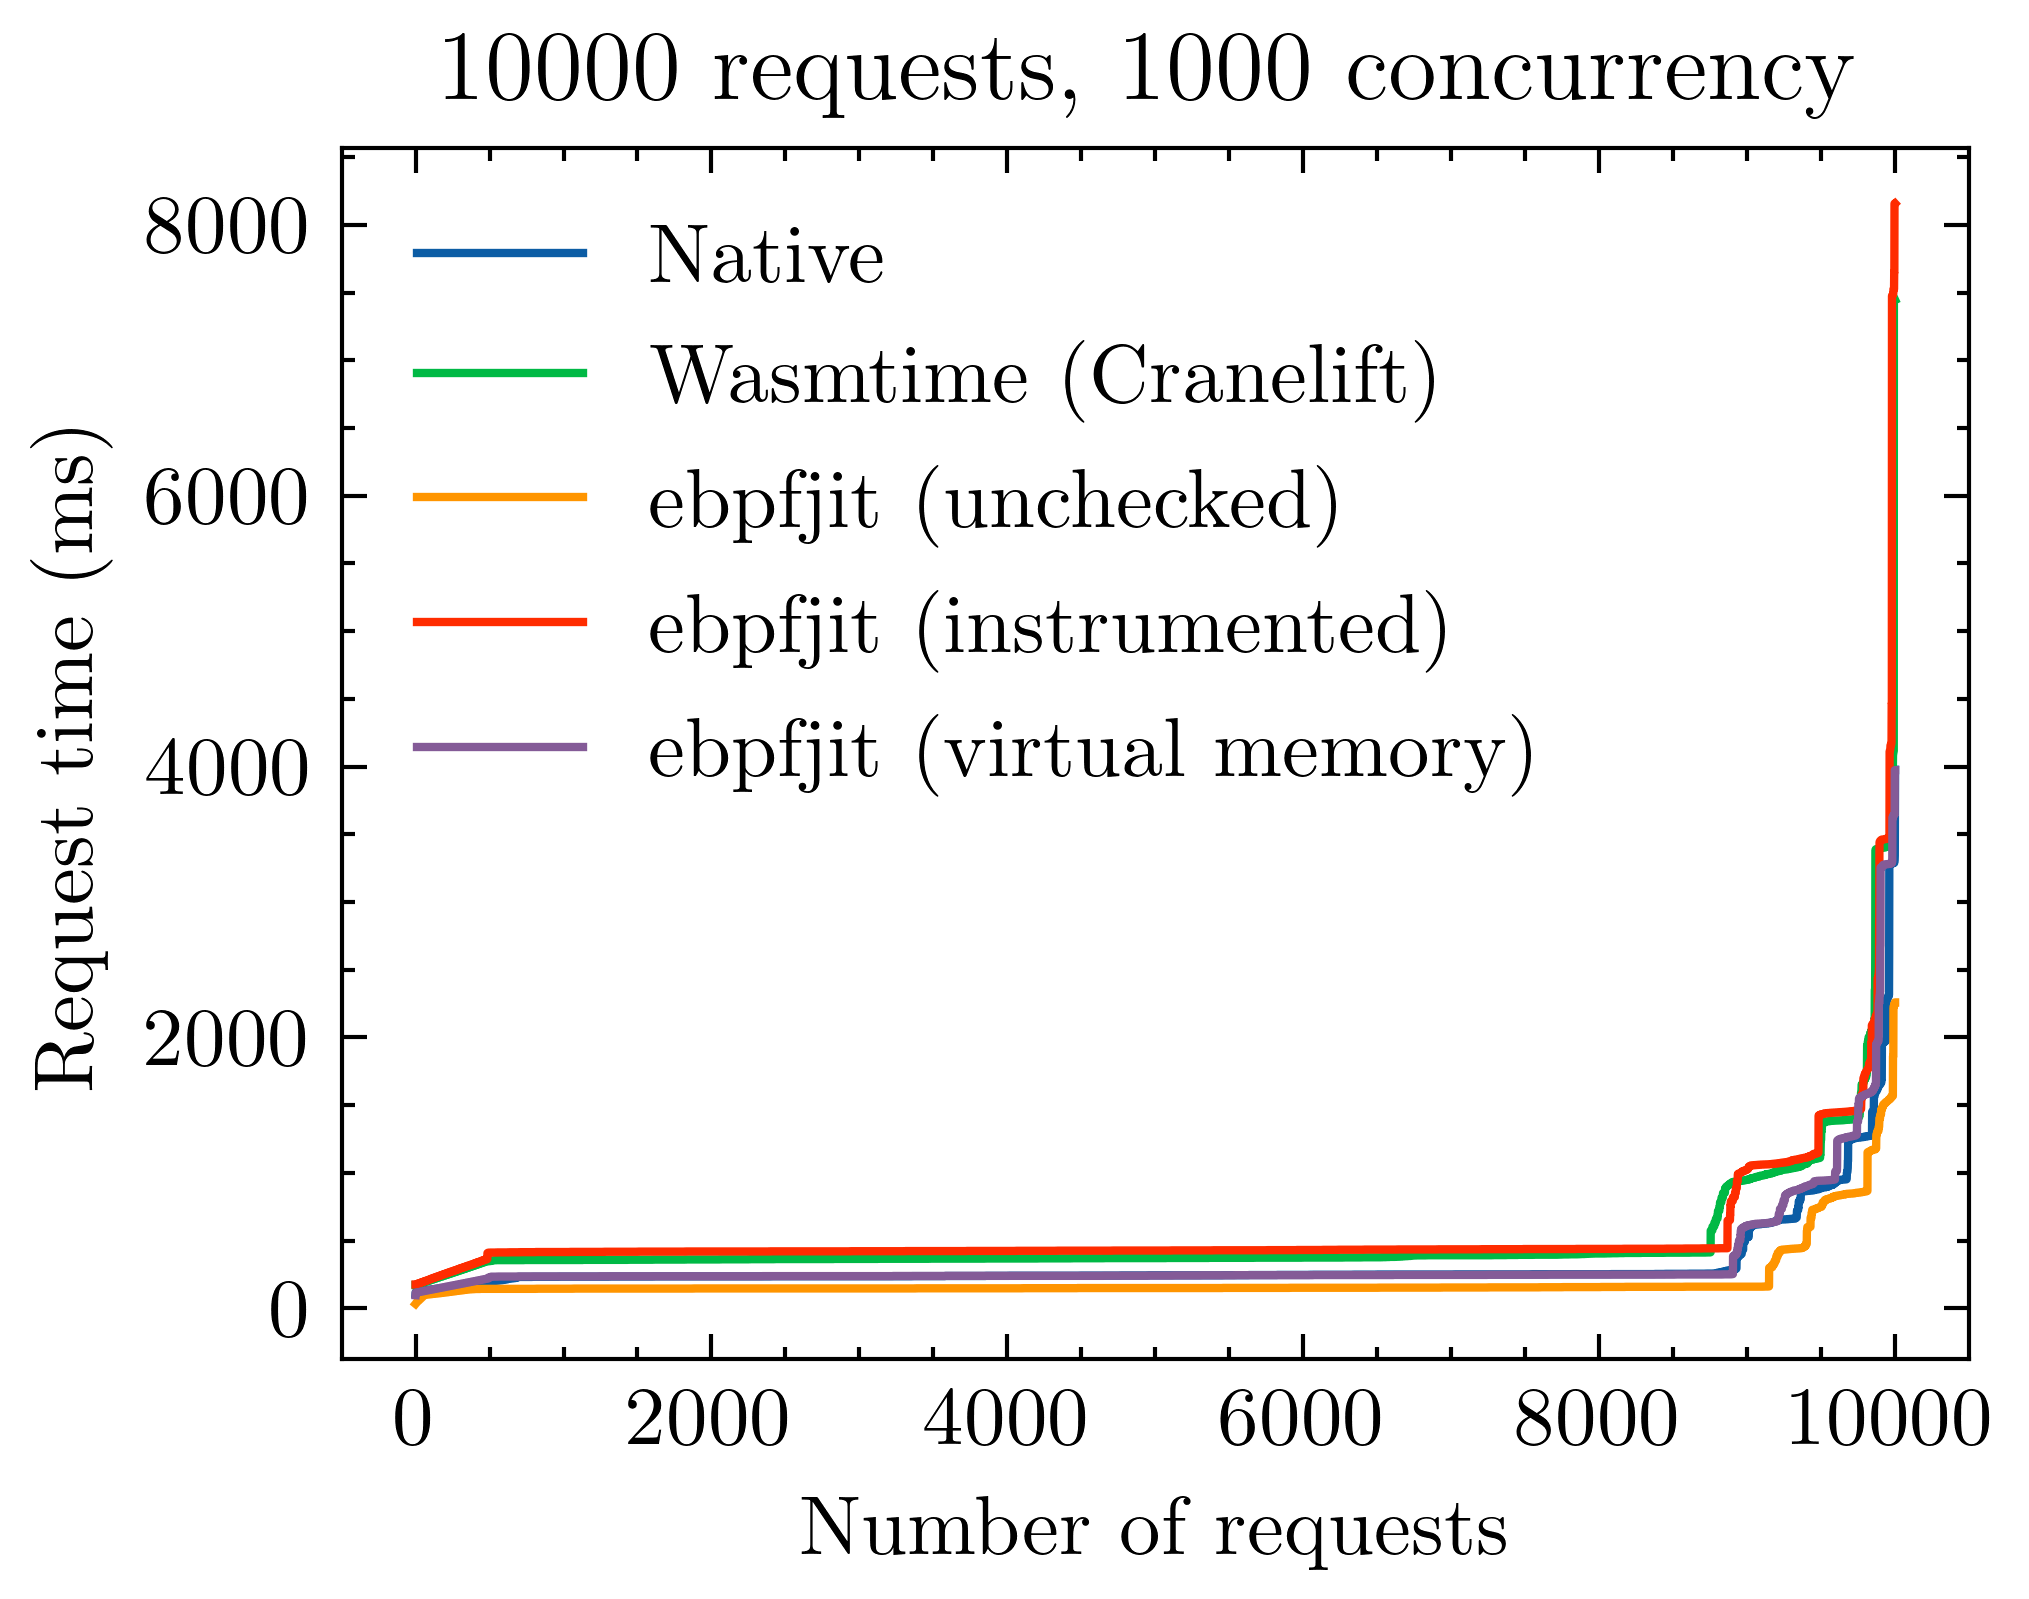 10000 requests, 1000 concurrency
Request time (ms)
8000
6000
4000
2000
0
Native
Wasmtime (Cranelift)
ebpfjit (unchecked)
ebpfjit (instrumented)
ebpfjit (virtual memory)
0 2000 4000 6000 8000 10000
Number of requests